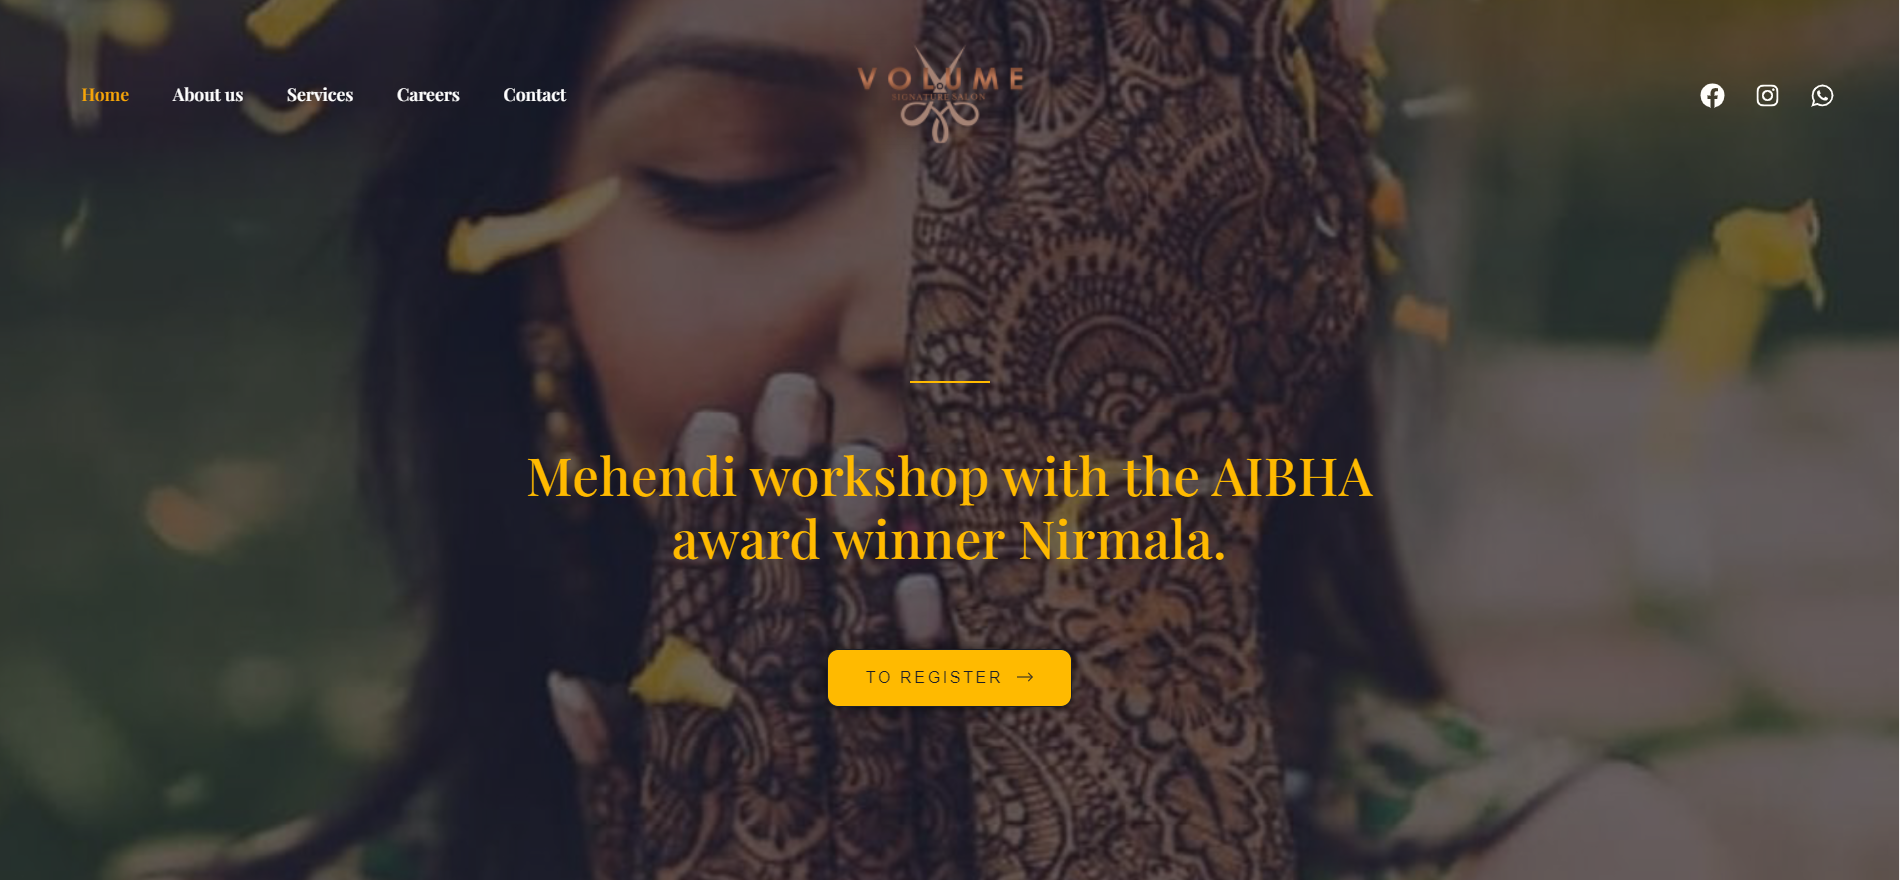 Home
About us
Services
Careers
Contact
VOLUME
SIGNATURE SALON
Mehendi workshop with the AIBHA
award winner Nirmala.
TO REGISTER